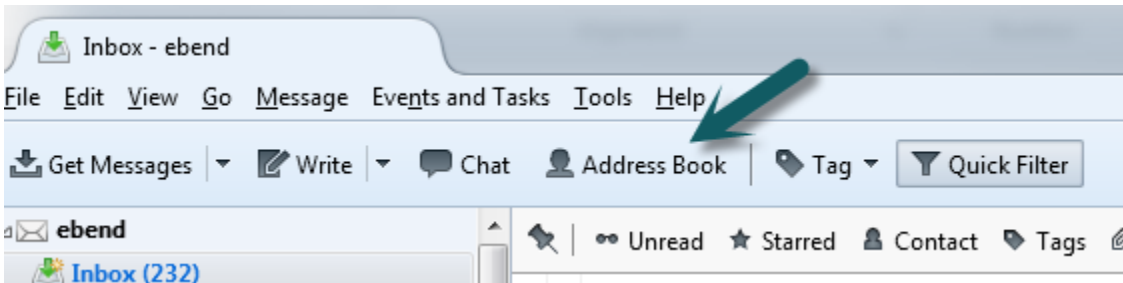 Inbox - ebend
File Edit View Go Message Events and Tasks Tools Help
Get Messages Write Chat Address Book Tag Quick Filter
ebend Unread Starred Contact Tags
Inbox (232)